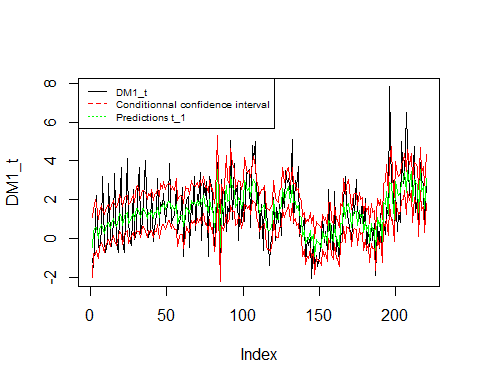 DM1_t
Conditionnal confidence interval
Predictions t_1
DM1_t
8
6
4
2
0
-2
0
50
100
150
200
Index